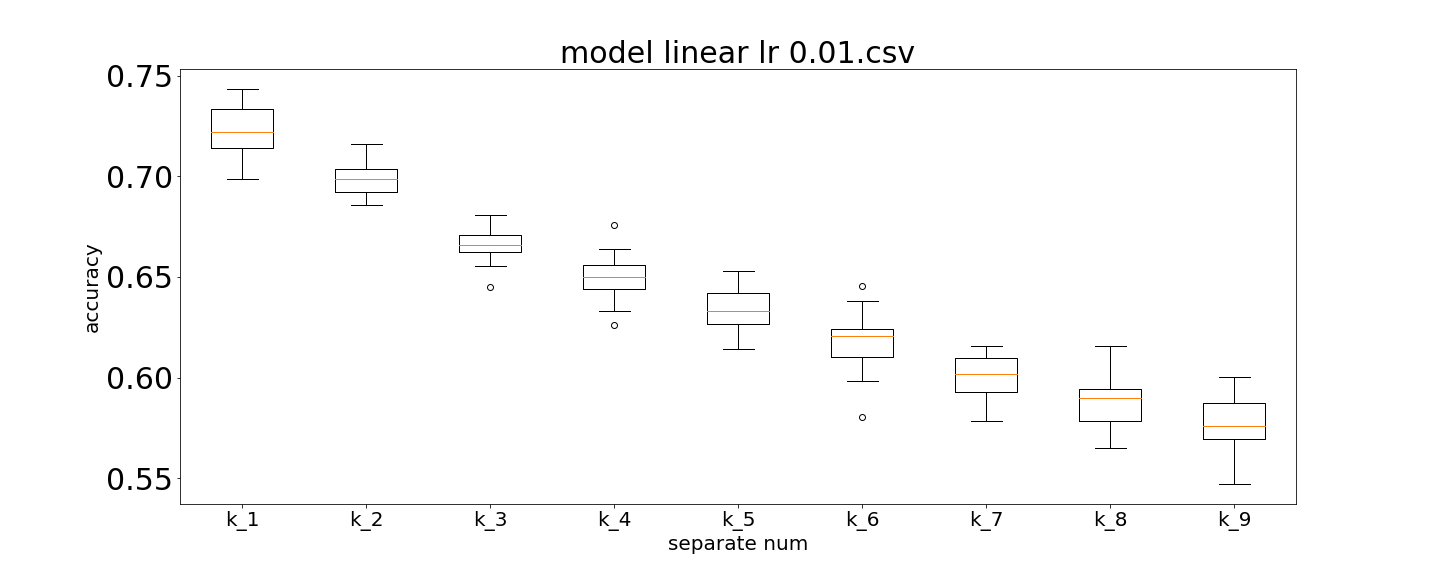 model linear lr 0.01.csv
0.75
0.70
0.65
0.60
0.55
accuracy
k_1 k_2 k_3 k_4 k_5 k_6 k_7 k_8 k_9
separate num